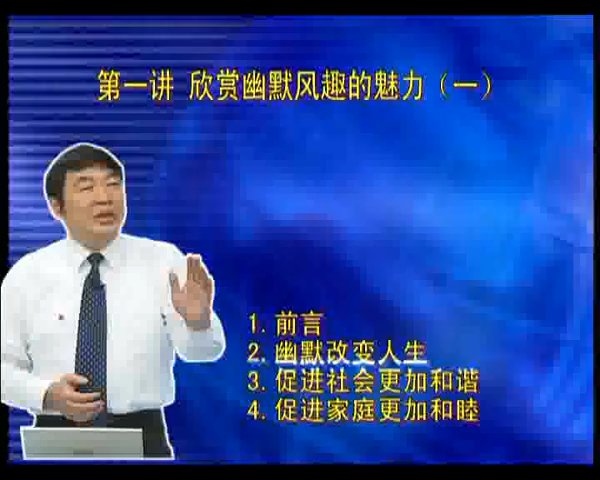 第一讲 欣赏幽默风趣的魅力（一）
1. 前言
2. 幽默改变人生
3. 促进社会更加和谐
4. 促进家庭更加和睦